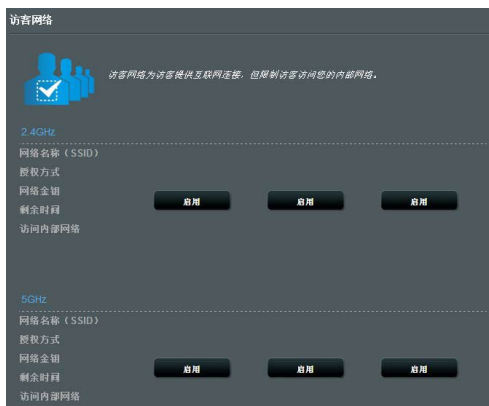 访客网络
访客网络为访客提供互联网连接，但限制访客访问您的内部网络。
2.4GHz
网络名称（SSID）
授权方式
网络金钥
剩余时间
访问内部网络
启用 启用 启用
5GHz
网络名称（SSID）
授权方式
网络金钥
剩余时间
访问内部网络
启用 启用 启用